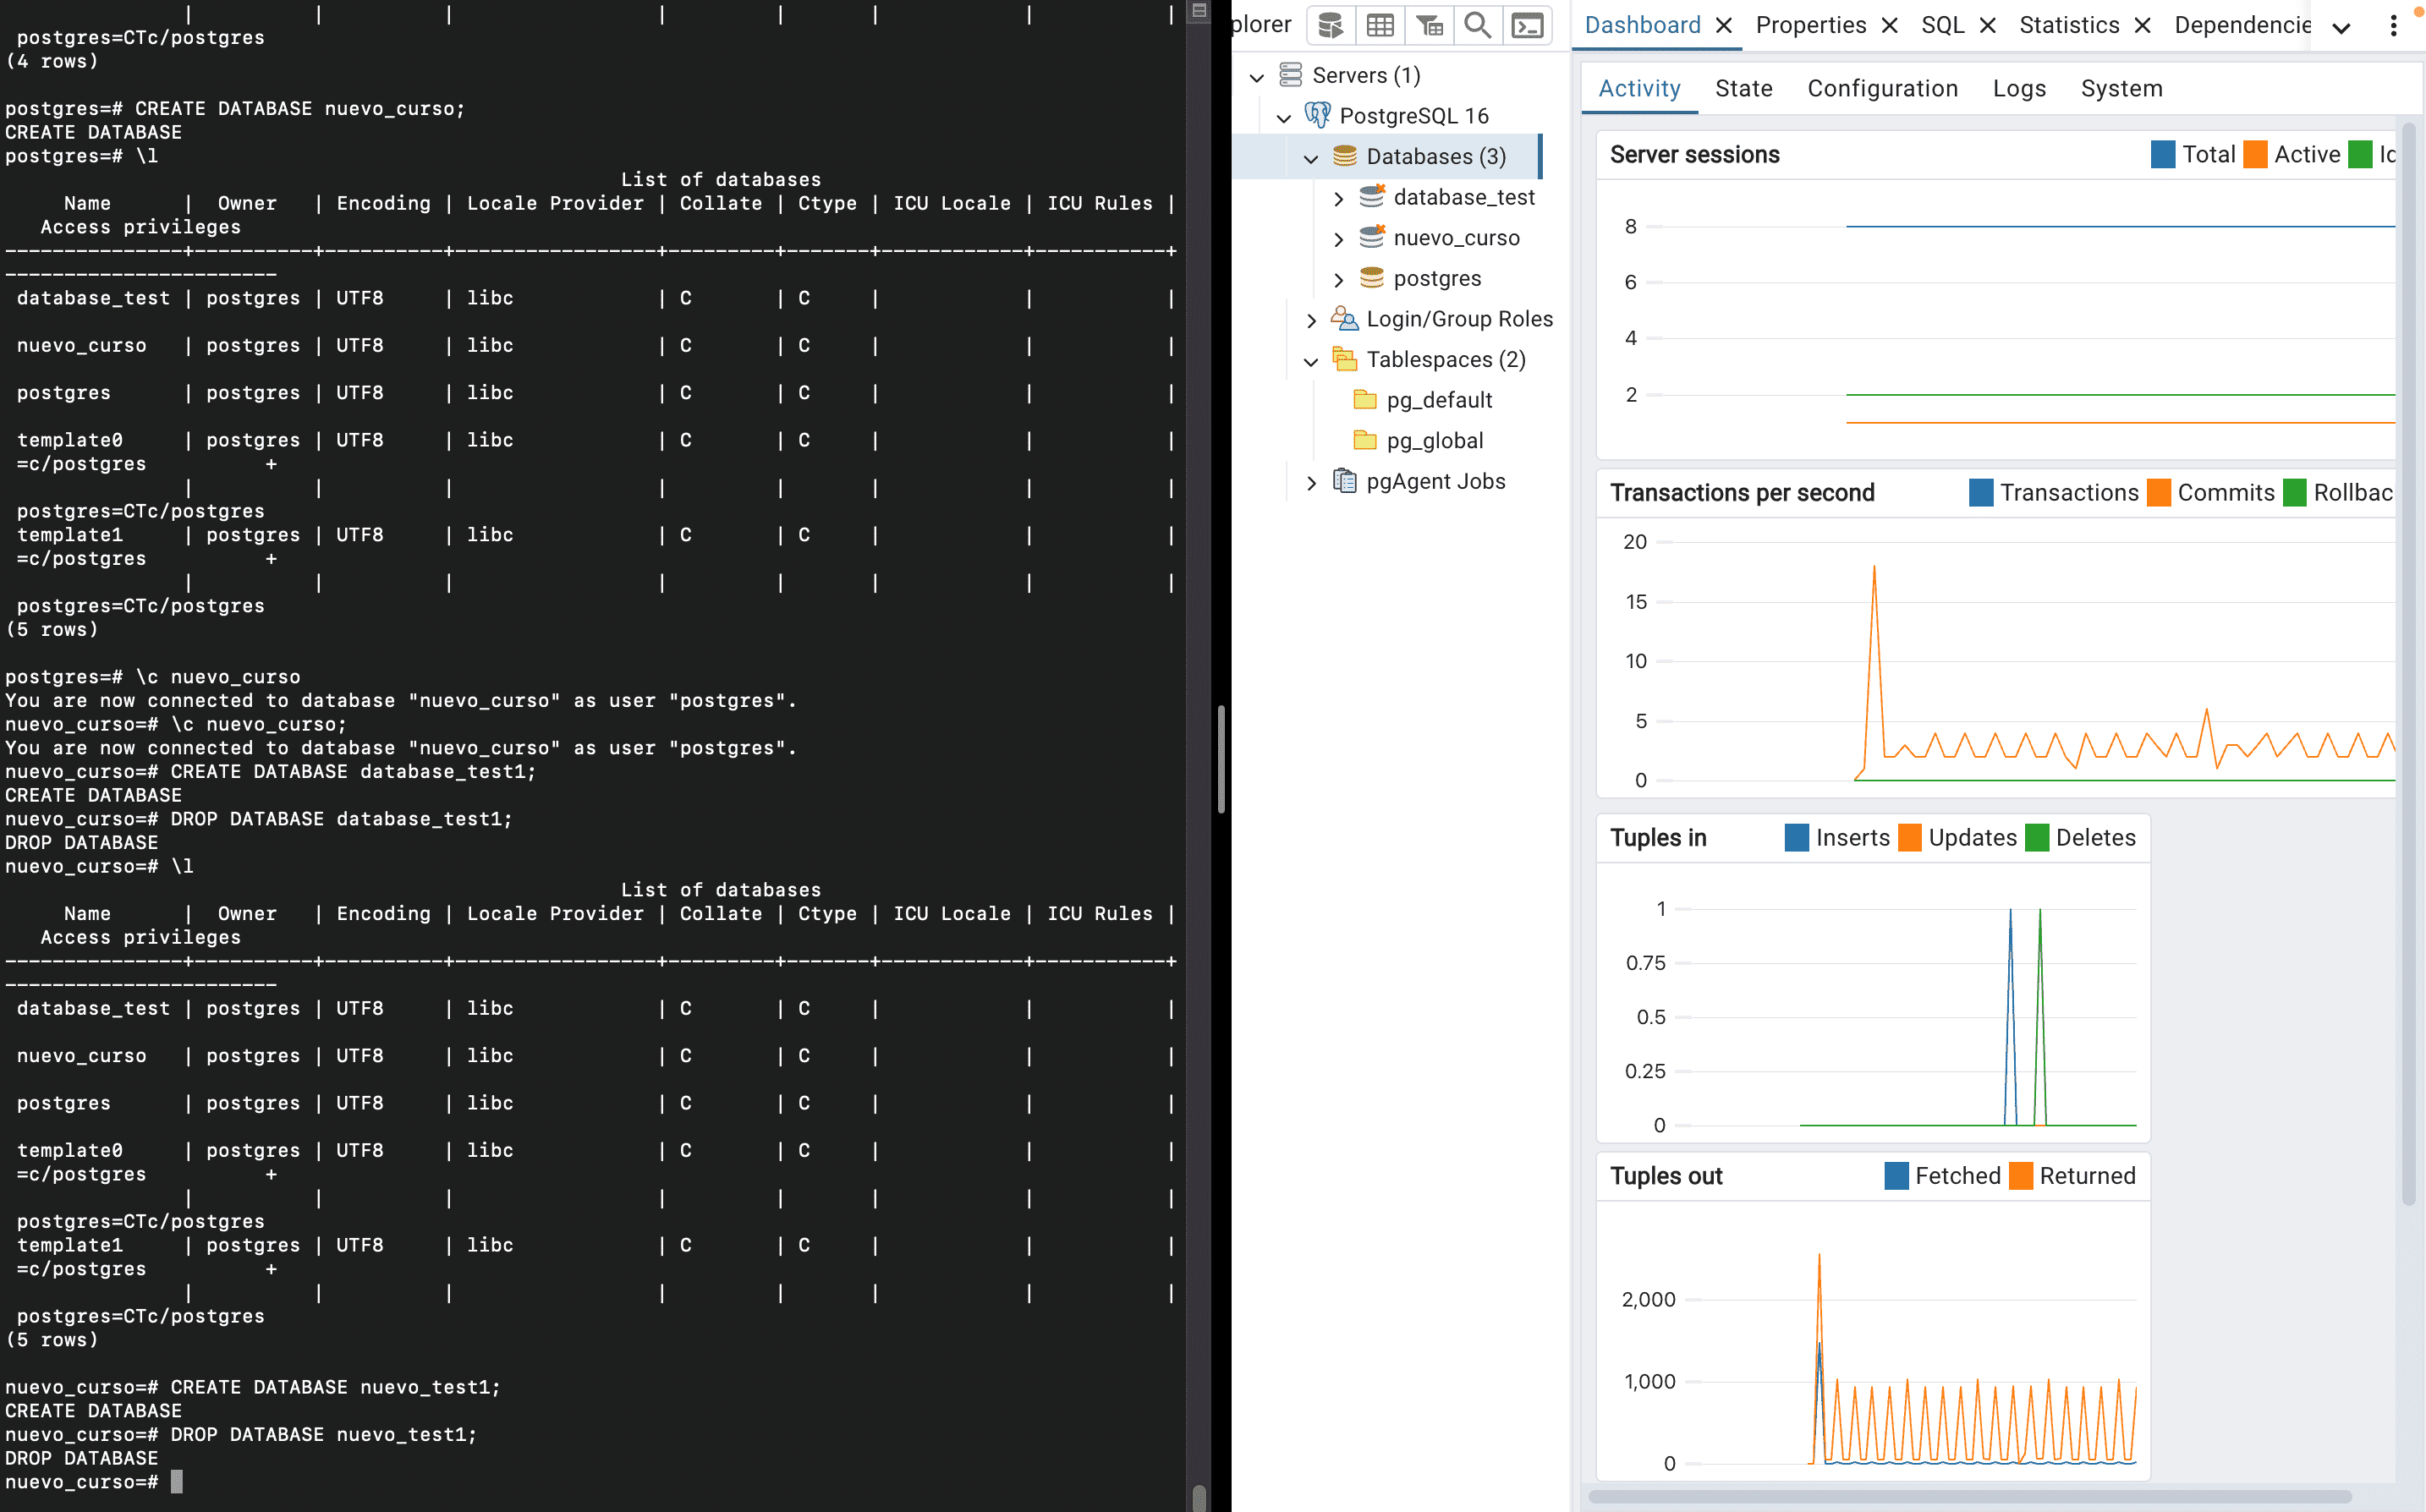 postgres=CTc/postgres
(4 rows)
postgres=# CREATE DATABASE nuevo_curso;
CREATE DATABASE
postgres=# \l
List of databases
Name | Owner | Encoding | Locale Provider | Collate | Ctype | ICU Locale | ICU Rules |
Access privileges
database_test | postgres | UTF8 | libc | C | C | | |
nuevo_curso | postgres | UTF8 | libc | C | C | | |
postgres | postgres | UTF8 | libc | C | C | | |
template0 | postgres | UTF8 | libc | C | C | | |
=c/postgres +
| | | | | | | |
postgres=CTc/postgres
template1 | postgres | UTF8 | libc | C | C | | |
=c/postgres +
| | | | | | | |
postgres=CTc/postgres
(5 rows)
postgres=# \c nuevo_curso
You are now connected to database "nuevo_curso" as user "postgres".
nuevo_curso=# \c nuevo_curso;
You are now connected to database "nuevo_curso" as user "postgres".
nuevo_curso=# CREATE DATABASE database_test1;
CREATE DATABASE
nuevo_curso=# DROP DATABASE database_test1;
DROP DATABASE
nuevo_curso=# \l
List of databases
Name | Owner | Encoding | Locale Provider | Collate | Ctype | ICU Locale | ICU Rules |
Access privileges
database_test | postgres | UTF8 | libc | C | C | | |
nuevo_curso | postgres | UTF8 | libc | C | C | | |
postgres | postgres | UTF8 | libc | C | C | | |
template0 | postgres | UTF8 | libc | C | C | | |
=c/postgres +
| | | | | | | |
postgres=CTc/postgres
template1 | postgres | UTF8 | libc | C | C | | |
=c/postgres +
| | | | | | | |
postgres=CTc/postgres
(5 rows)
nuevo_curso=# CREATE DATABASE nuevo_test1;
CREATE DATABASE
nuevo_curso=# DROP DATABASE nuevo_test1;
DROP DATABASE
nuevo_curso=#
plorer
Servers (1)
PostgreSQL 16
Databases (3)
database_test
nuevo_curso
postgres
Login/Group Roles
Tablespaces (2)
pg_default
pg_global
pgAgent Jobs
Dashboard Properties SQL Statistics Dependencie
Activity State Configuration Logs System
Server sessions Total Active Id
8
6
4
2
Transactions per second Transactions Commits Rollbac
20
15
10
5
0
Tuples in Inserts Updates Deletes
1
0.75
0.5
0.25
0
Tuples out Fetched Returned
2,000
1,000
0